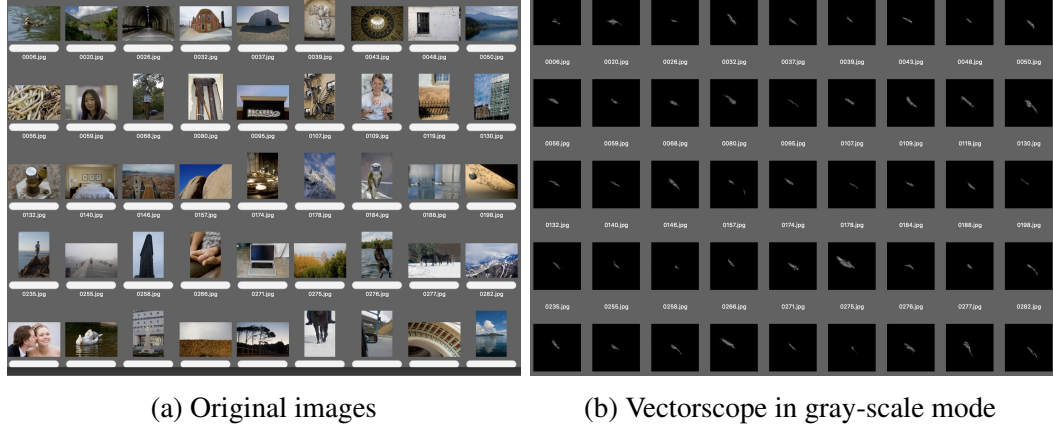 0006.jpg 0020.jpg 0026.jpg 0032.jpg 0037.jpg 0039.jpg 0043.jpg 0048.jpg 0050.jpg
0056.jpg 0059.jpg 0068.jpg 0080.jpg 0095.jpg 0107.jpg 0109.jpg 0119.jpg 0130.jpg
0132.jpg 0140.jpg 0146.jpg 0157.jpg 0174.jpg 0178.jpg 0184.jpg 0188.jpg 0198.jpg
0235.jpg 0255.jpg 0258.jpg 0266.jpg 0271.jpg 0275.jpg 0276.jpg 0277.jpg 0282.jpg
(a) Original images
0006.jpg 0020.jpg 0026.jpg 0032.jpg 0037.jpg 0039.jpg 0043.jpg 0048.jpg 0050.jpg
0056.jpg 0059.jpg 0068.jpg 0080.jpg 0095.jpg 0107.jpg 0109.jpg 0119.jpg 0130.jpg
0132.jpg 0140.jpg 0146.jpg 0157.jpg 0174.jpg 0178.jpg 0184.jpg 0188.jpg 0198.jpg
0235.jpg 0255.jpg 0258.jpg 0266.jpg 0271.jpg 0275.jpg 0276.jpg 0277.jpg 0282.jpg
(b) Vectorscope in gray-scale mode